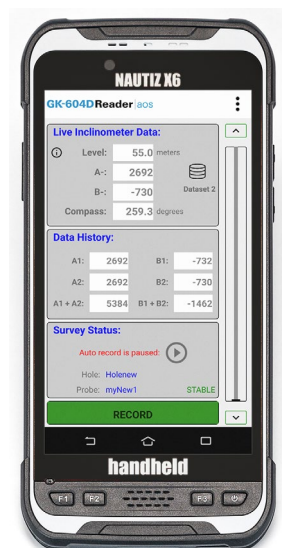 NAUTIZ X6
GK-604DReader|aos
Live Inclinometer Data:
Level: 55.0 meters
A-: 2692
B-: -730
Dataset 2
Compass: 259.3 degrees
Data History:
A1: 2692 B1: -732
A2: 2692 B2: -730
A1 + A2: 5384 B1 + B2: -1462
Survey Status:
Auto record is paused:
Hole: Holenew
Probe: myNew1 STABLE
RECORD
handheld
F1 F2 F3